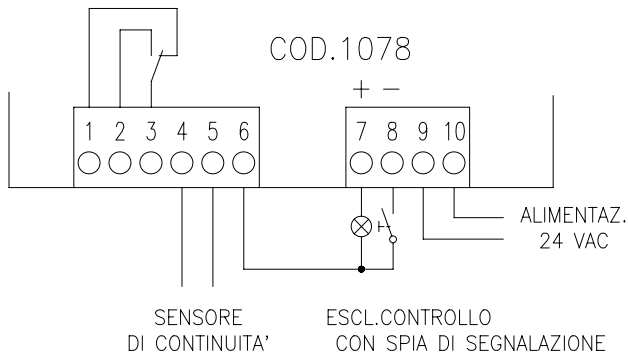 COD.1078
+ −
1 2 3 4 5 6 7 8 9 10
ALIMENTAZ.
24 VAC
SENSORE
DI CONTINUITA'
ESCL.CONTROLLO
CON SPIA DI SEGNALAZIONE